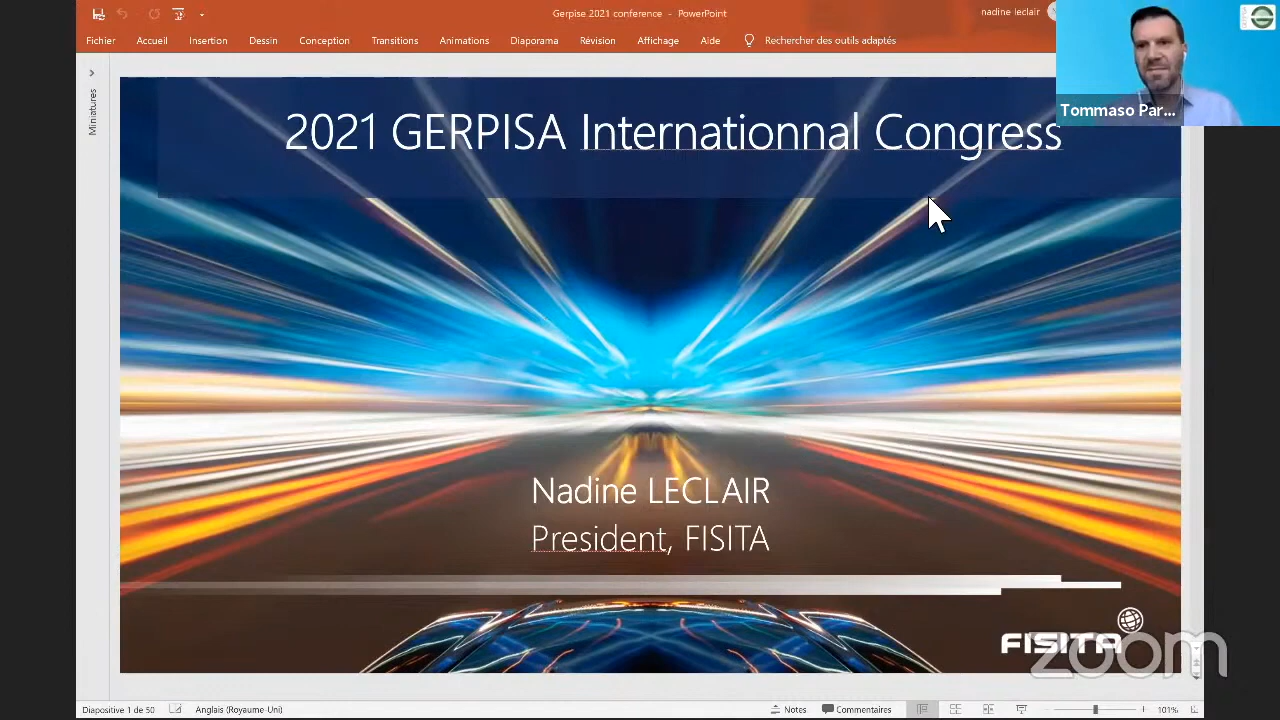 Gerpise 2021 conference - PowerPoint
nadine leclair
Fichier Accueil Insertion Dessin Conception Transitions Animations Diaporama Révision Affichage Aide Rechercher des outils adaptés
Tommaso Par...
Miniatures
2021 GERPISA Internationnal Congress
Nadine LECLAIR
President, FISITA
FISITA
zoom
Diapositive 1 de 50 Anglais (Royaume-Uni) Notes Commentaires 101%